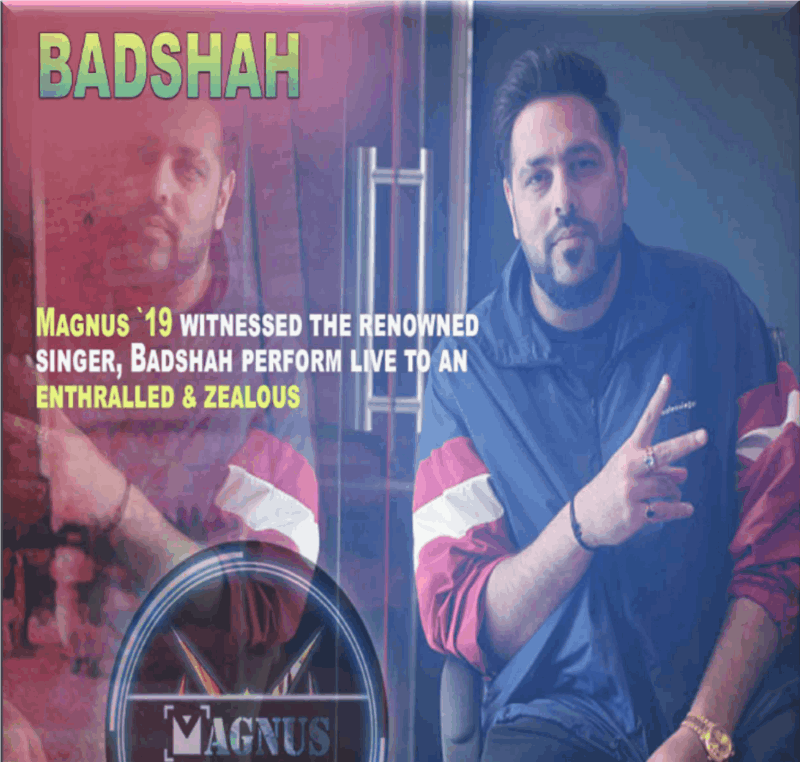 BADSHAH
MAGNUS `19 WITNESSED THE RENOWNED
SINGER, BADSHAH PERFORM LIVE TO AN
ENTHRALLED & ZEALOUS
MAGNUS